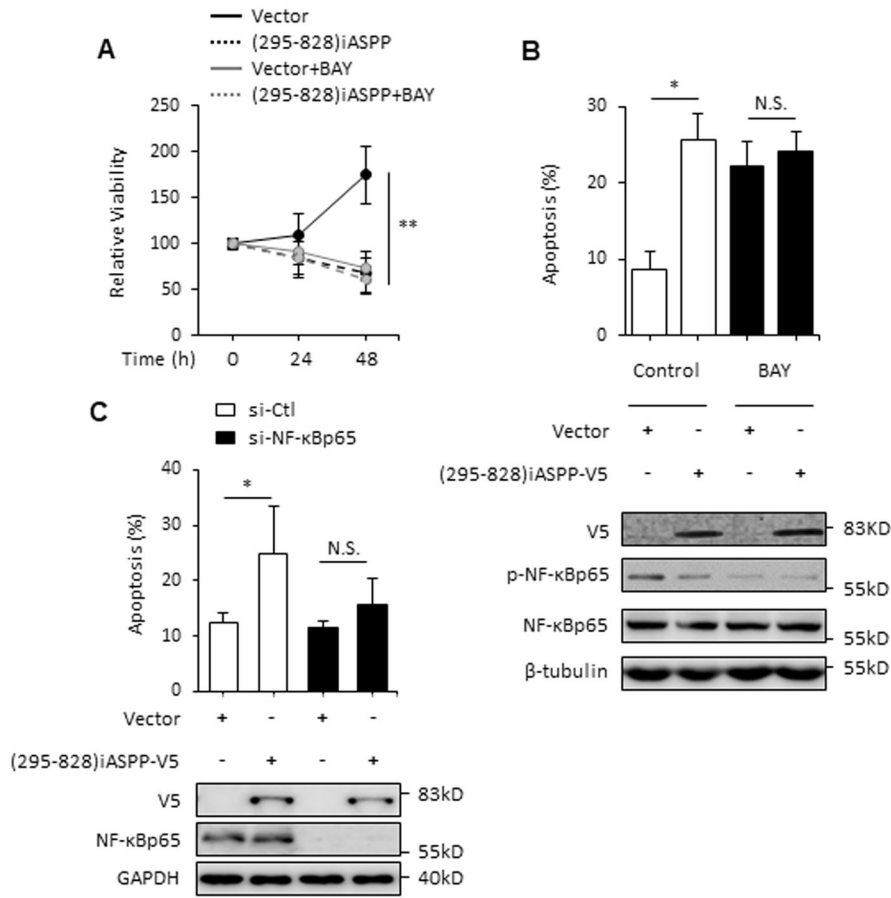 A
Vector
(295-828)iASPP
Vector+BAY
(295-828)iASPP+BAY
250
200
150
100
50
0
Relative Viability
**
Time (h) 0 24 48
B
30
20
10
0
Apoptosis (%)
*
N.S.
Control BAY
Vector + - + -
(295-828)iASPP-V5 - + - +
V5 83KD
p-NF-κBp65 55kD
NF-κBp65 55kD
β-tubulin 55kD
C
si-Ctl
si-NF-κBp65
40
30
20
10
0
Apoptosis (%)
*
N.S.
Vector + - + -
(295-828)iASPP-V5 - + - +
V5 83kD
NF-κBp65 55kD
GAPDH 40kD